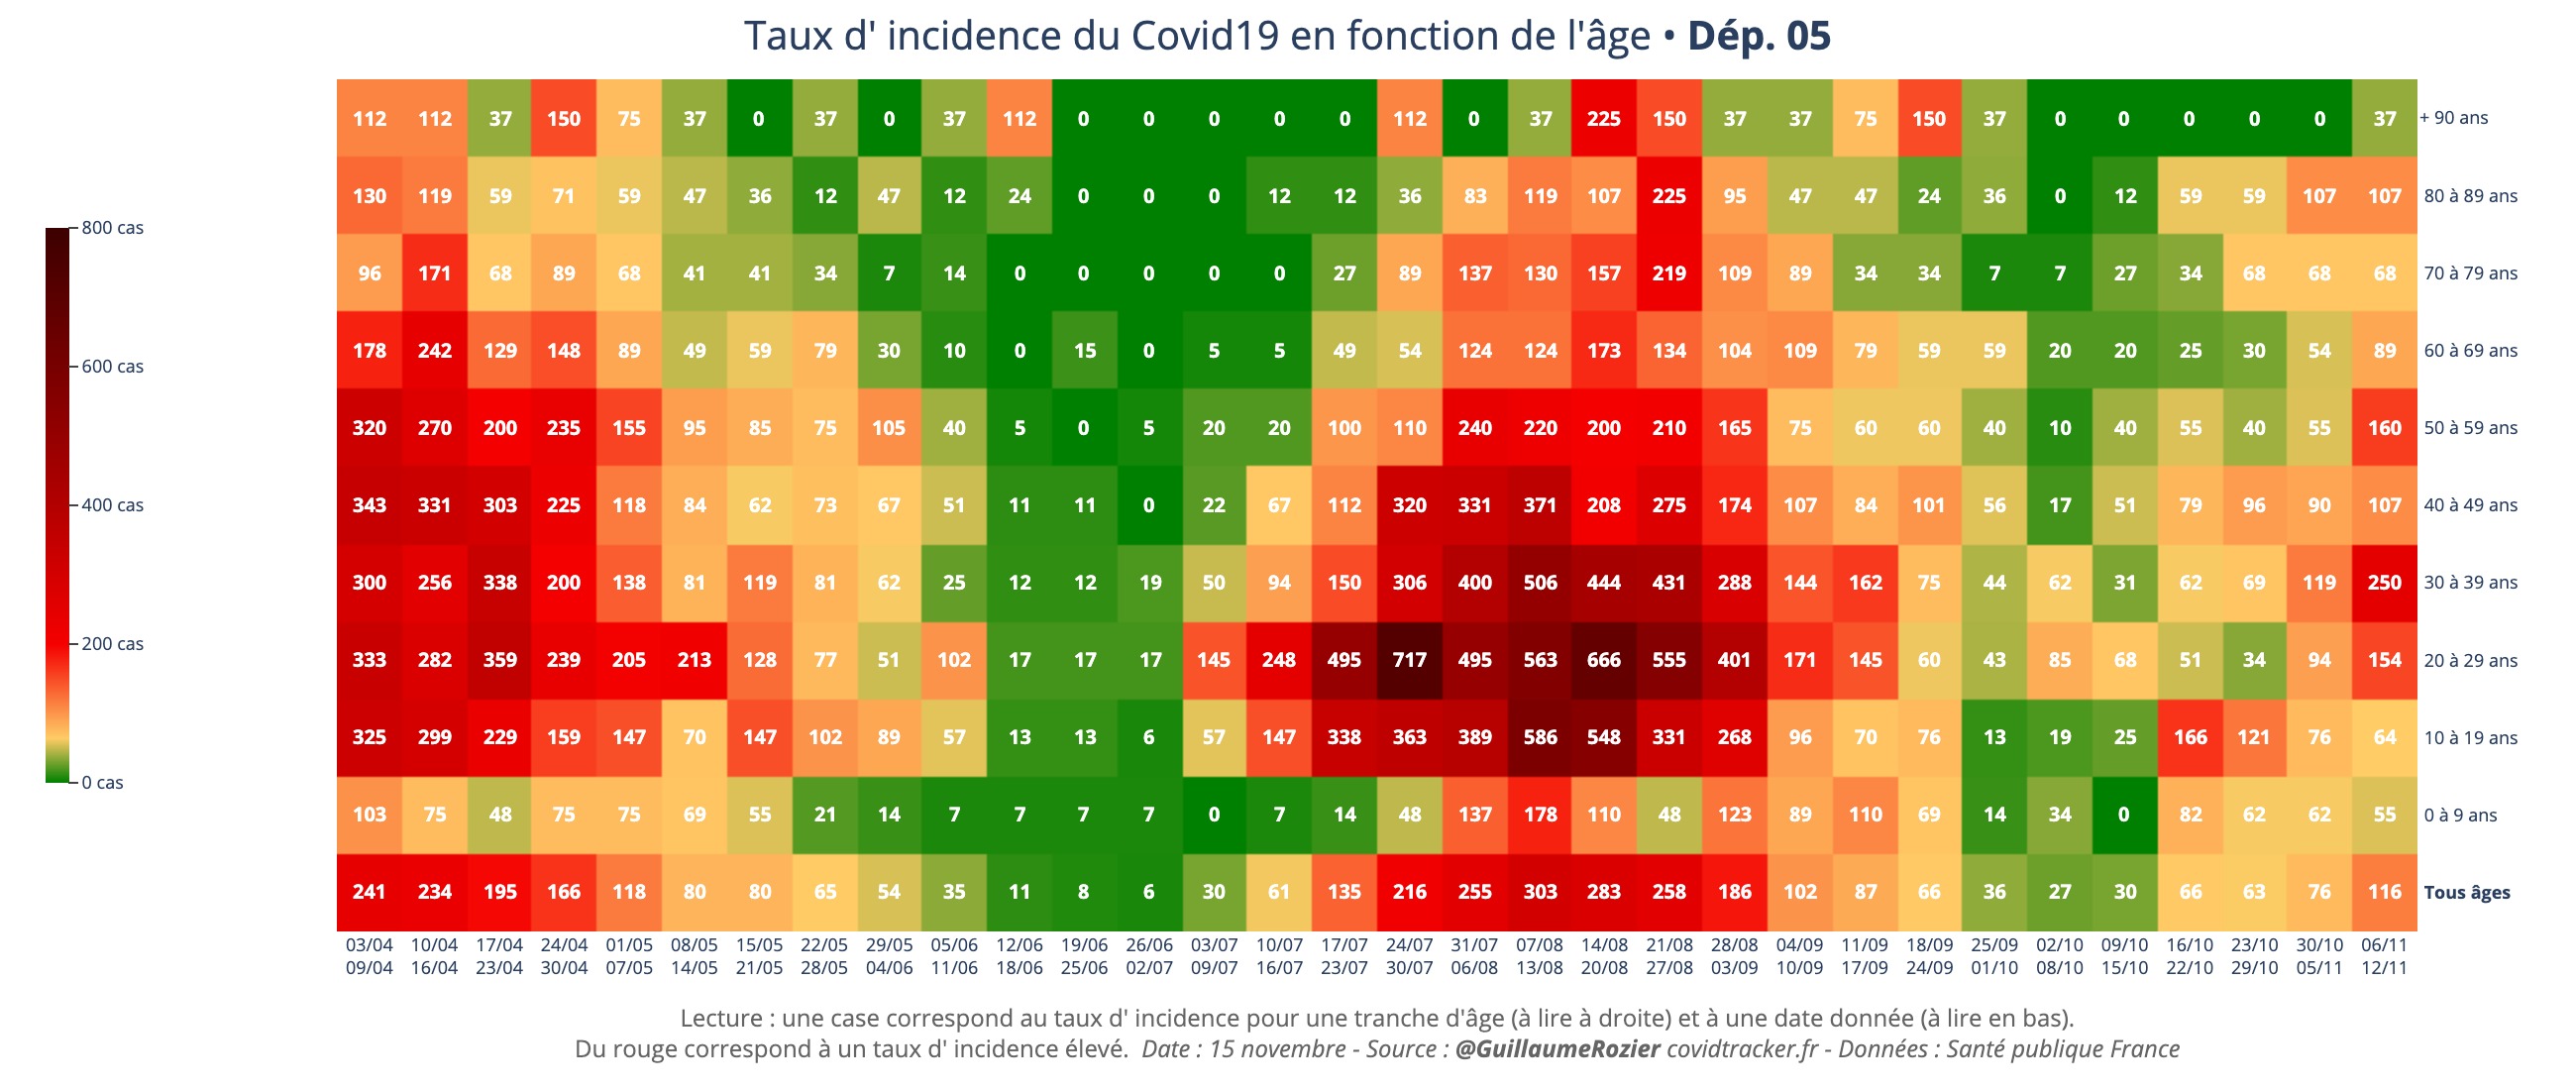 Taux d' incidence du Covid19 en fonction de l'âge • Dép. 05
800 cas
600 cas
400 cas
200 cas
0 cas
112 112 37 150 75 37 0 37 0 37 112 0 0 0 0 0 112 0 37 225 150 37 37 75 150 37 0 0 0 0 0 37 + 90 ans
130 119 59 71 59 47 36 12 47 12 24 0 0 0 12 12 36 83 119 107 225 95 47 47 24 36 0 12 59 59 107 107 80 à 89 ans
96 171 68 89 68 41 41 34 7 14 0 0 0 0 0 27 89 137 130 157 219 109 89 34 34 7 7 27 34 68 68 68 70 à 79 ans
178 242 129 148 89 49 59 79 30 10 0 15 0 5 5 49 54 124 124 173 134 104 109 79 59 59 20 20 25 30 54 89 60 à 69 ans
320 270 200 235 155 95 85 75 105 40 5 0 5 20 20 100 110 240 220 200 210 165 75 60 60 40 10 40 55 40 55 160 50 à 59 ans
343 331 303 225 118 84 62 73 67 51 11 11 0 22 67 112 320 331 371 208 275 174 107 84 101 56 17 51 79 96 90 107 40 à 49 ans
300 256 338 200 138 81 119 81 62 25 12 12 19 50 94 150 306 400 506 444 431 288 144 162 75 44 62 31 62 69 119 250 30 à 39 ans
333 282 359 239 205 213 128 77 51 102 17 17 17 145 248 495 717 495 563 666 555 401 171 145 60 43 85 68 51 34 94 154 20 à 29 ans
325 299 229 159 147 70 147 102 89 57 13 13 6 57 147 338 363 389 586 548 331 268 96 70 76 13 19 25 166 121 76 64 10 à 19 ans
103 75 48 75 75 69 55 21 14 7 7 7 7 0 7 14 48 137 178 110 48 123 89 110 69 14 34 0 82 62 62 55 0 à 9 ans
241 234 195 166 118 80 80 65 54 35 11 8 6 30 61 135 216 255 303 283 258 186 102 87 66 36 27 30 66 63 76 116 Tous âges
03/04 10/04 17/04 24/04 01/05 08/05 15/05 22/05 29/05 05/06 12/06 19/06 26/06 03/07 10/07 17/07 24/07 31/07 07/08 14/08 21/08 28/08 04/09 11/09 18/09 25/09 02/10 09/10 16/10 23/10 30/10 06/11
09/04 16/04 23/04 30/04 07/05 14/05 21/05 28/05 04/06 11/06 18/06 25/06 02/07 09/07 16/07 23/07 30/07 06/08 13/08 20/08 27/08 03/09 10/09 17/09 24/09 01/10 08/10 15/10 22/10 29/10 05/11 12/11
Lecture : une case correspond au taux d' incidence pour une tranche d'âge (à lire à droite) et à une date donnée (à lire en bas).
Du rouge correspond à un taux d' incidence élevé. Date : 15 novembre - Source : @GuillaumeRozier covidtracker.fr - Données : Santé publique France